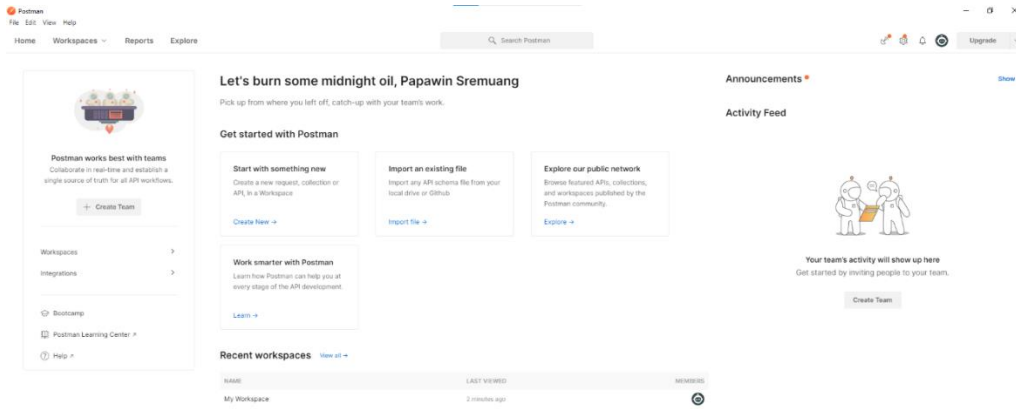 Postman
File Edit View Help
Home Workspaces Reports Explore
Search Postman
Upgrade
Postman works best with teams
Collaborate in real-time and establish a
single source of truth for all API workflows.
+ Create Team
Workspaces
Integrations
Bootcamp
Postman Learning Center ↗
Help ↗
Let's burn some midnight oil, Papawin Sremuang
Pick up from where you left off, catch-up with your team's work.
Get started with Postman
Start with something new
Create a new request, collection or
API, in a Workspace
Create New →
Import an existing file
Import any API schema file from your
local drive or Github
Import file →
Explore our public network
Browse featured APIs, collections,
and workspaces published by the
Postman community.
Explore →
Work smarter with Postman
Learn how Postman can help you at
every stage of the API development.
Learn →
Recent workspaces View all →
NAME LAST VIEWED MEMBERS
My Workspace 2 minutes ago
Announcements
Show
Activity Feed
Your team's activity will show up here
Get started by inviting people to your team.
Create Team